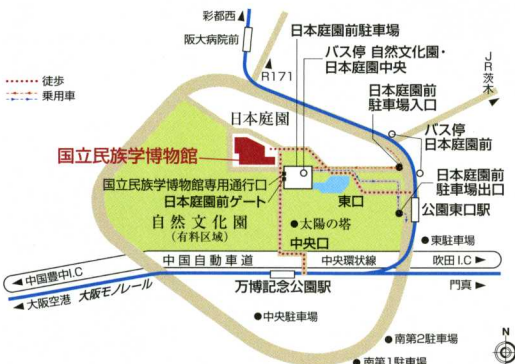 彩都西
阪大病院前
日本庭園前駐車場
バス停 自然文化園・
日本庭園中央
R171
JR茨木
徒歩
乗用車
日本庭園前
駐車場入口
日本庭園
バス停
日本庭園前
国立民族学博物館
国立民族学博物館専用通行口
日本庭園前ゲート
東口
日本庭園前
駐車場出口
公園東口駅
自然文化園
(有料区域)
太陽の塔
中央口
東駐車場
中国自動車道
中央環状線
吹田I.C
中国豊中I.C
大阪空港
大阪モノレール
万博記念公園駅
門真
中央駐車場
南第2駐車場
南第1駐車場
N